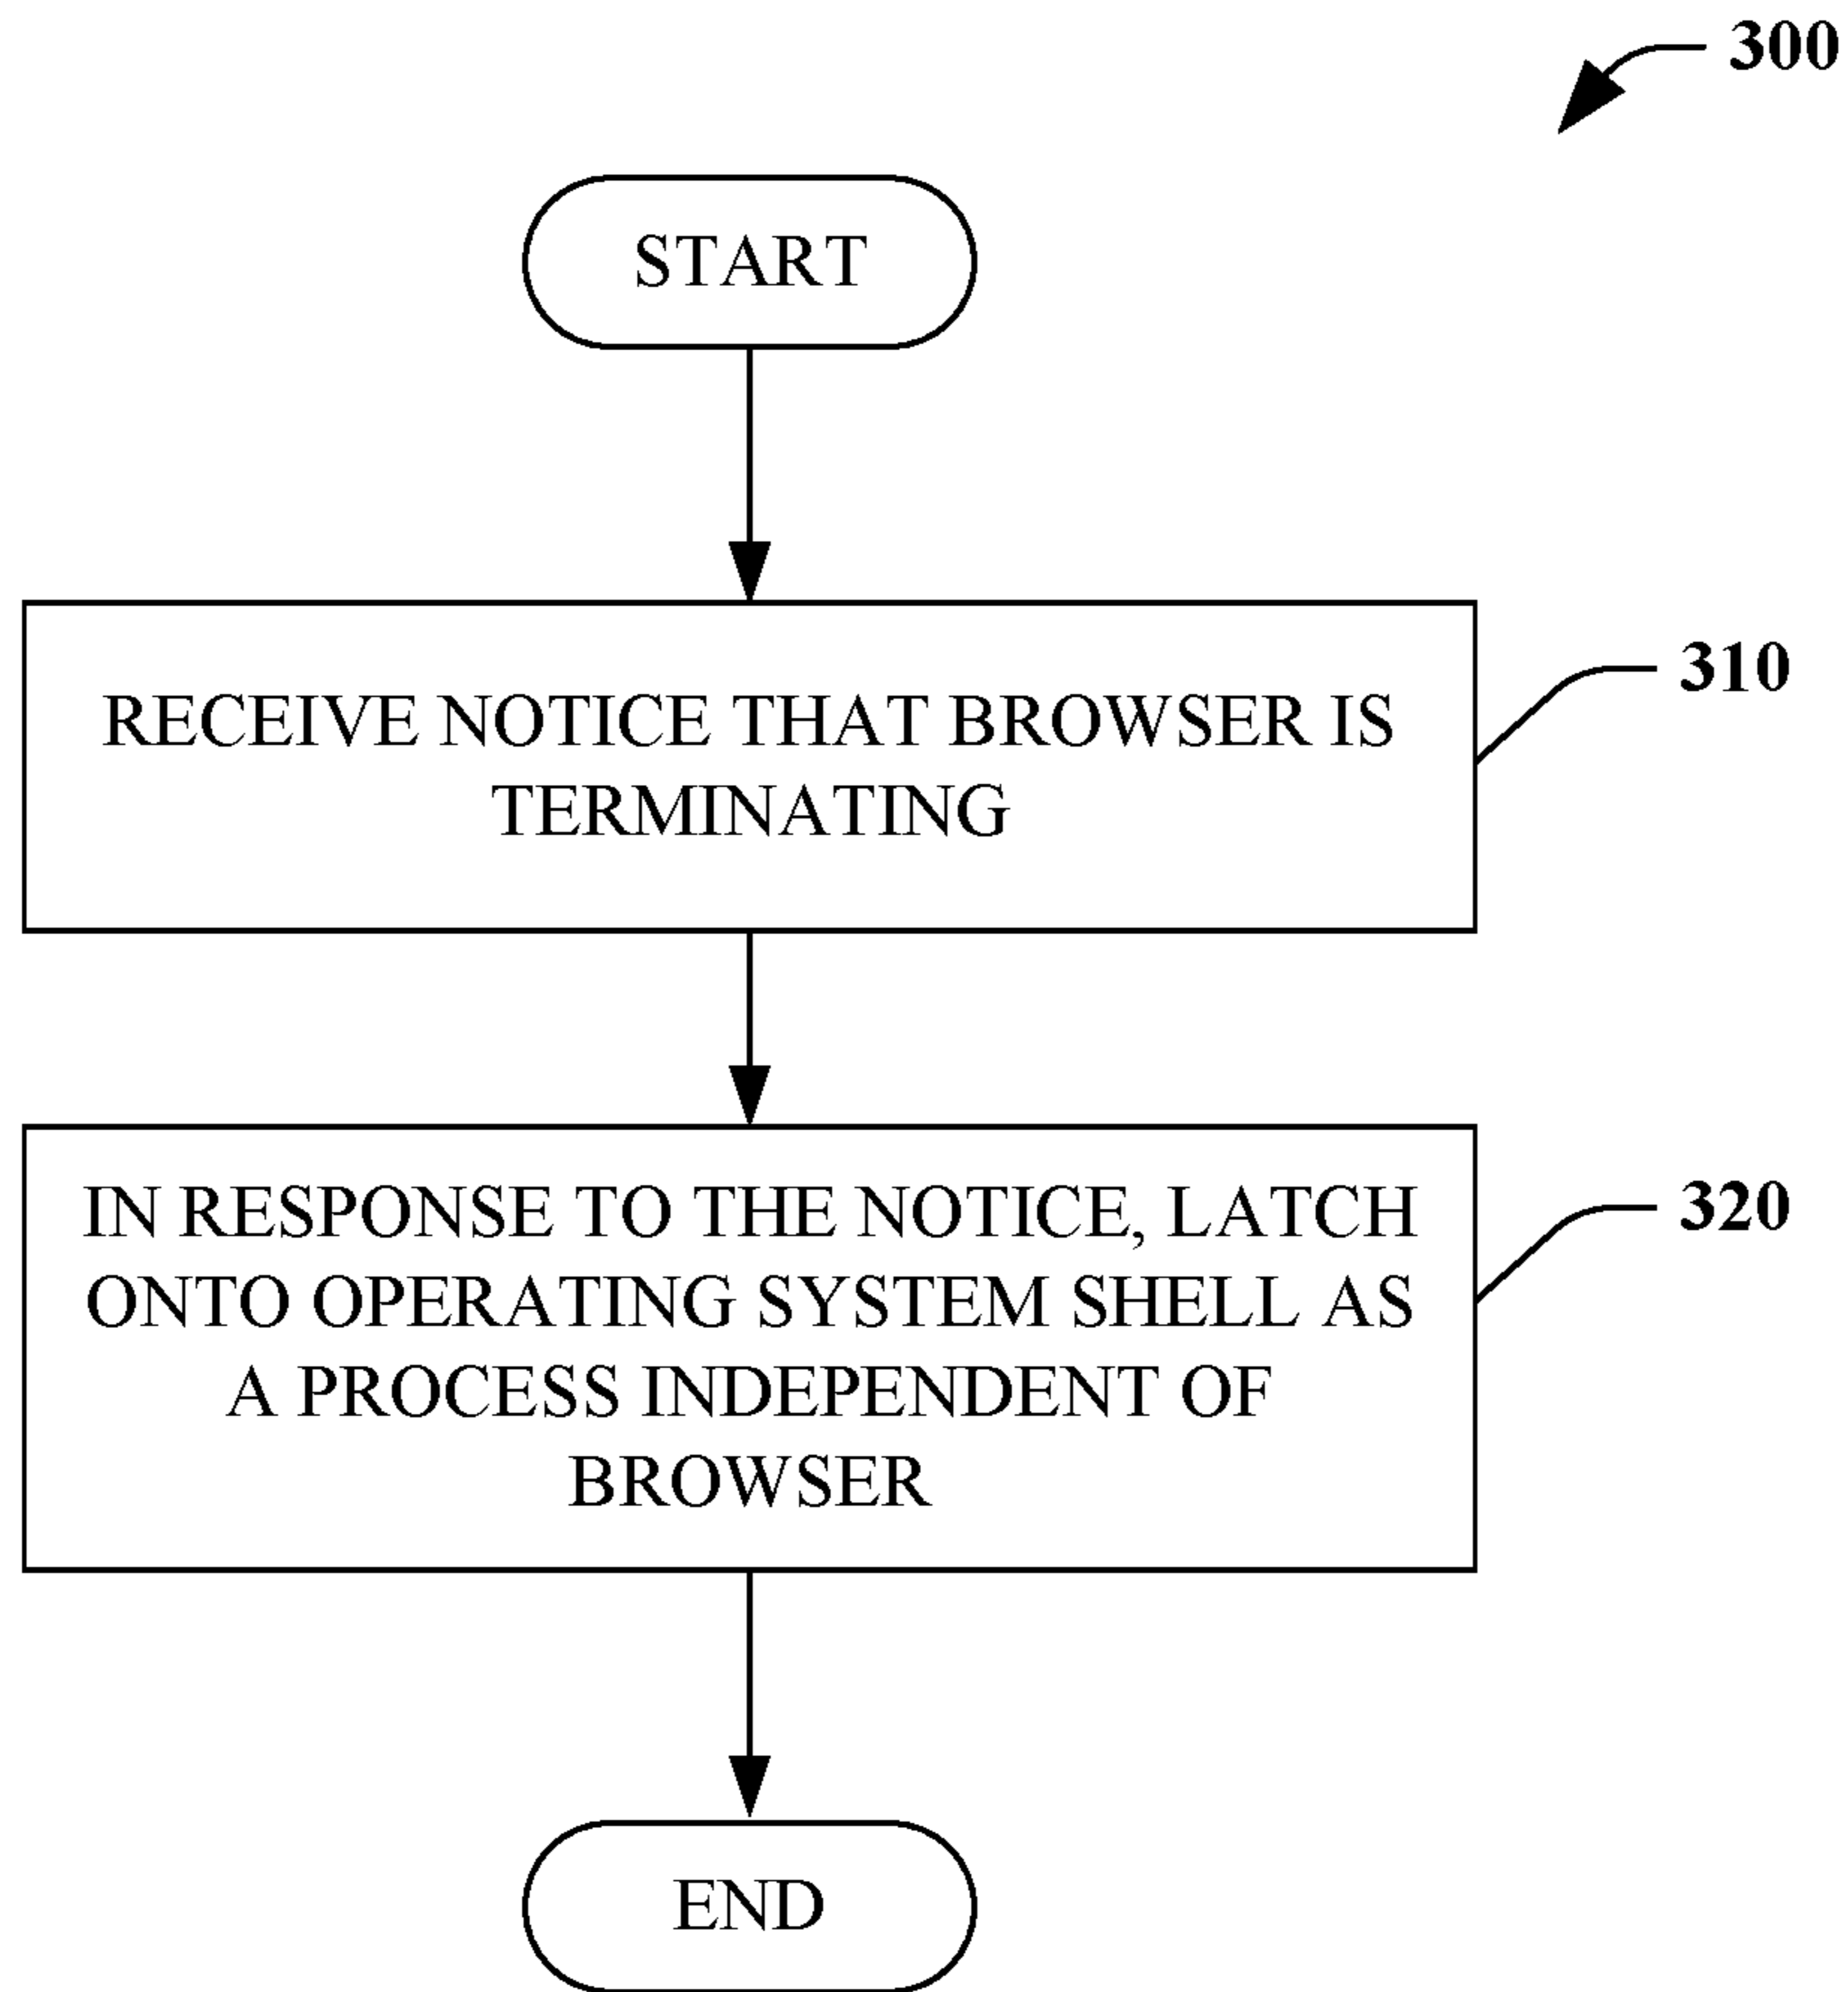 300
START
RECEIVE NOTICE THAT BROWSER IS
TERMINATING
310
IN RESPONSE TO THE NOTICE, LATCH
ONTO OPERATING SYSTEM SHELL AS
A PROCESS INDEPENDENT OF
BROWSER
320
END